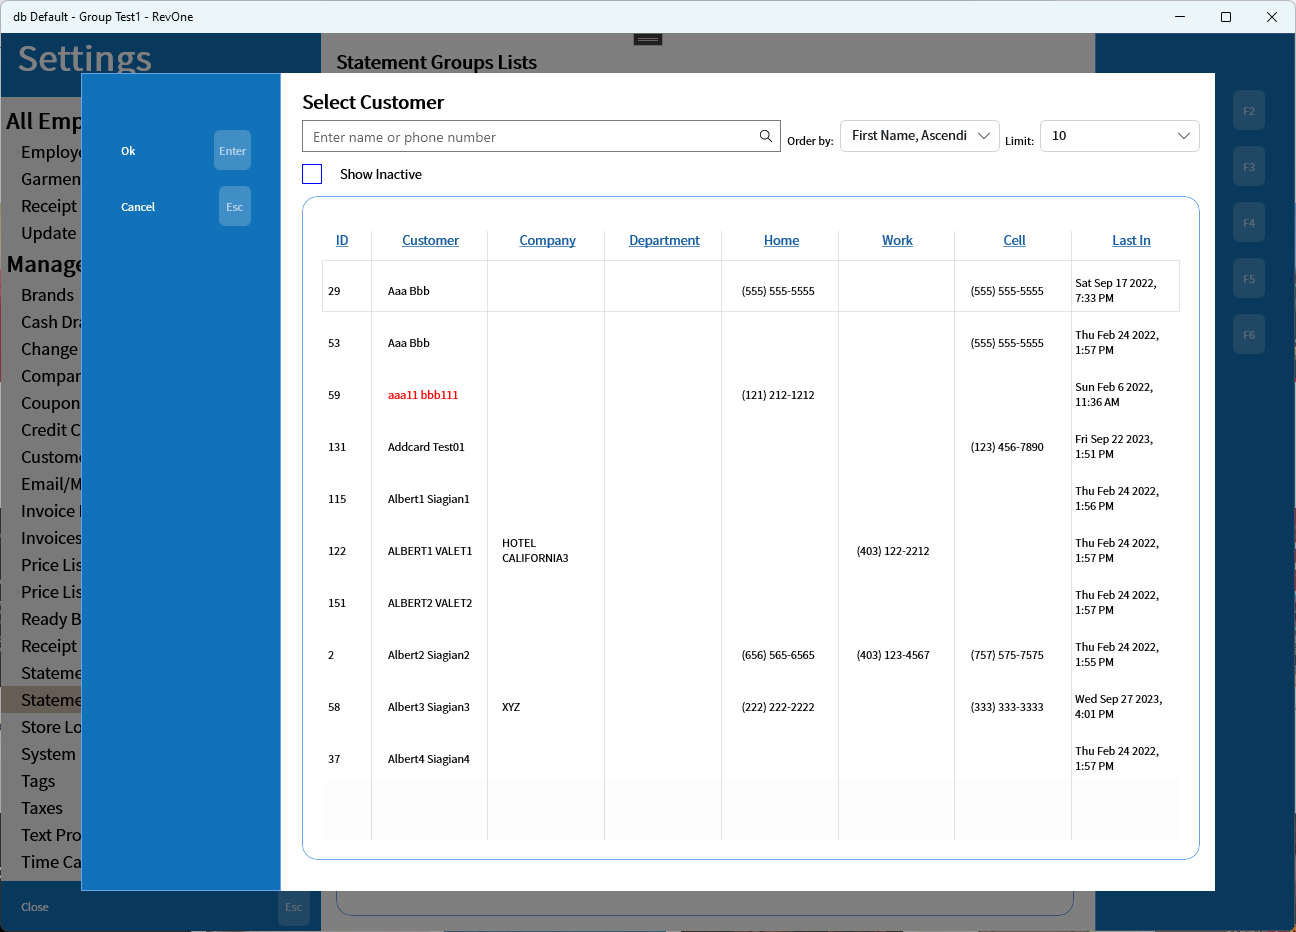 db Default - Group Test1 - RevOne
Settings
Statement Groups Lists
All Emp
Employe
Garmen
Receipt
Update
Manage
Brands
Cash Dra
Change
Compar
Coupon
Credit C
Custome
Email/M
Invoice
Invoices
Price Lis
Price Lis
Ready B
Receipt
Stateme
Stateme
Store Lo
System
Tags
Taxes
Text Pro
Time Ca
Close
Esc
Ok
Enter
Cancel
Esc
Select Customer
Enter name or phone number
Order by:
First Name, Ascendi
Limit:
10
Show Inactive
ID Customer Company Department Home Work Cell Last In
29 Aaa Bbb (555) 555-5555 (555) 555-5555 Sat Sep 17 2022,
7:33 PM
53 Aaa Bbb (555) 555-5555 Thu Feb 24 2022,
1:57 PM
59 aaa11 bbb111 (121) 212-1212 Sun Feb 6 2022,
11:36 AM
131 Addcard Test01 (123) 456-7890 Fri Sep 22 2023,
1:51 PM
115 Albert1 Siagian1 Thu Feb 24 2022,
1:56 PM
122 ALBERT1 VALET1 HOTEL
CALIFORNIA3 (403) 122-2212 Thu Feb 24 2022,
1:57 PM
151 ALBERT2 VALET2 Thu Feb 24 2022,
1:57 PM
2 Albert2 Siagian2 (656) 565-6565 (403) 123-4567 (757) 575-7575 Thu Feb 24 2022,
1:55 PM
58 Albert3 Siagian3 XYZ (222) 222-2222 (333) 333-3333 Wed Sep 27 2023,
4:01 PM
37 Albert4 Siagian4 Thu Feb 24 2022,
1:57 PM
F2
F3
F4
F5
F6